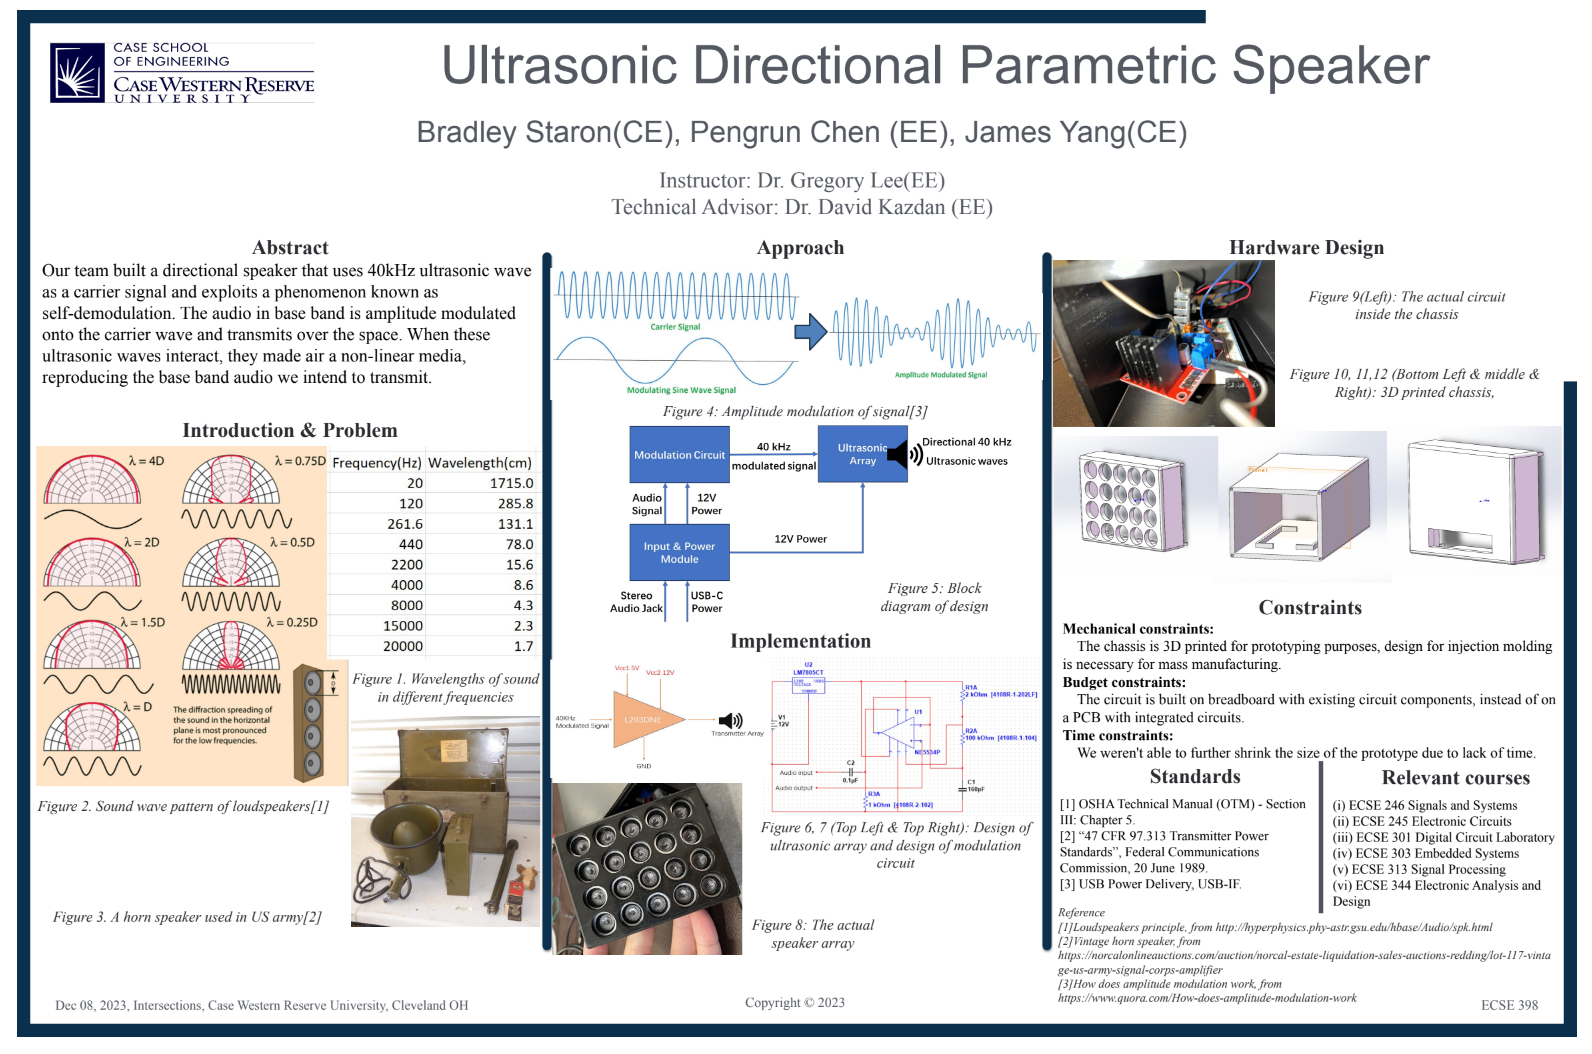 CASE SCHOOL
OF ENGINEERING
CASE WESTERN RESERVE
UNIVERSITY
Ultrasonic Directional Parametric Speaker
Bradley Staron(CE), Pengrun Chen (EE), James Yang(CE)
Instructor: Dr. Gregory Lee(EE)
Technical Advisor: Dr. David Kazdan (EE)
Abstract
Our team built a directional speaker that uses 40kHz ultrasonic wave
as a carrier signal and exploits a phenomenon known as
self-demodulation. The audio in base band is amplitude modulated
onto the carrier wave and transmits over the space. When these
ultrasonic waves interact, they made air a non-linear media,
reproducing the base band audio we intend to transmit.
Introduction & Problem
λ = 4D
λ = 0.75D
λ = 2D
λ = 0.5D
λ = 1.5D
λ = 0.25D
λ = D
D
The diffraction spreading of
the sound in the horizontal
plane is most pronounced
for the low frequencies.
Frequency(Hz) Wavelength(cm)
20 1715.0
120 285.8
261.6 131.1
440 78.0
2200 15.6
4000 8.6
8000 4.3
15000 2.3
20000 1.7
Figure 1. Wavelengths of sound
in different frequencies
Figure 2. Sound wave pattern of loudspeakers[1]
Figure 3. A horn speaker used in US army[2]
Approach
Carrier Signal
Modulating Sine Wave Signal
Amplitude Modulated Signal
Figure 4: Amplitude modulation of signal[3]
Modulation Circuit
40 kHz
modulated signal
Ultrasonic
Array
Directional 40 kHz
Ultrasonic waves
Audio
Signal
12V
Power
Input & Power
Module
12V Power
Stereo
Audio Jack
USB-C
Power
Figure 5: Block
diagram of design
Implementation
Vcc1 5V
Vcc2 12V
40KHz
Modulated Signal
L293DNE
Transmitter Array
GND
U2
LM7805CT
LINE VREG
VOLTAGE
COMMON
V1
12V
U1
NE5534P
R1A
2 kOhm [4108R-1-202LF]
R2A
100 kOhm [4108R-1-104]
C2
0.1µF
Audio input
Audio output
R3A
1 kOhm [4108R-2-102]
C1
160pF
Figure 6, 7 (Top Left & Top Right): Design of
ultrasonic array and design of modulation
circuit
Figure 8: The actual
speaker array
Hardware Design
Figure 9(Left): The actual circuit
inside the chassis
Figure 10, 11,12 (Bottom Left & middle &
Right): 3D printed chassis,
Constraints
Mechanical constraints:
The chassis is 3D printed for prototyping purposes, design for injection molding
is necessary for mass manufacturing.
Budget constraints:
The circuit is built on breadboard with existing circuit components, instead of on
a PCB with integrated circuits.
Time constraints:
We weren't able to further shrink the size of the prototype due to lack of time.
Standards
[1] OSHA Technical Manual (OTM) - Section
III: Chapter 5.
[2] “47 CFR 97.313 Transmitter Power
Standards”, Federal Communications
Commission, 20 June 1989.
[3] USB Power Delivery, USB-IF.
Relevant courses
(i) ECSE 246 Signals and Systems
(ii) ECSE 245 Electronic Circuits
(iii) ECSE 301 Digital Circuit Laboratory
(iv) ECSE 303 Embedded Systems
(v) ECSE 313 Signal Processing
(vi) ECSE 344 Electronic Analysis and
Design
Reference
[1]Loudspeakers principle, from http://hyperphysics.phy-astr.gsu.edu/hbase/Audio/spk.html
[2]Vintage horn speaker, from
https://norcalonlineauctions.com/auction/norcal-estate-liquidation-sales-auctions-redding/lot-117-vinta
ge-us-army-signal-corps-amplifier
[3]How does amplitude modulation work, from
https://www.quora.com/How-does-amplitude-modulation-work
Dec 08, 2023, Intersections, Case Western Reserve University, Cleveland OH
Copyright © 2023
ECSE 398